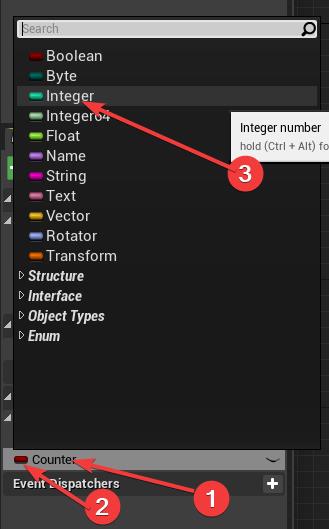 Search
Boolean
Byte
Integer
Integer64
Float
Name
String
Text
Vector
Rotator
Transform
Structure
Interface
Object Types
Enum
Integer number
hold (Ctrl + Alt) fo
3
Counter
Event Dispatchers
2
1